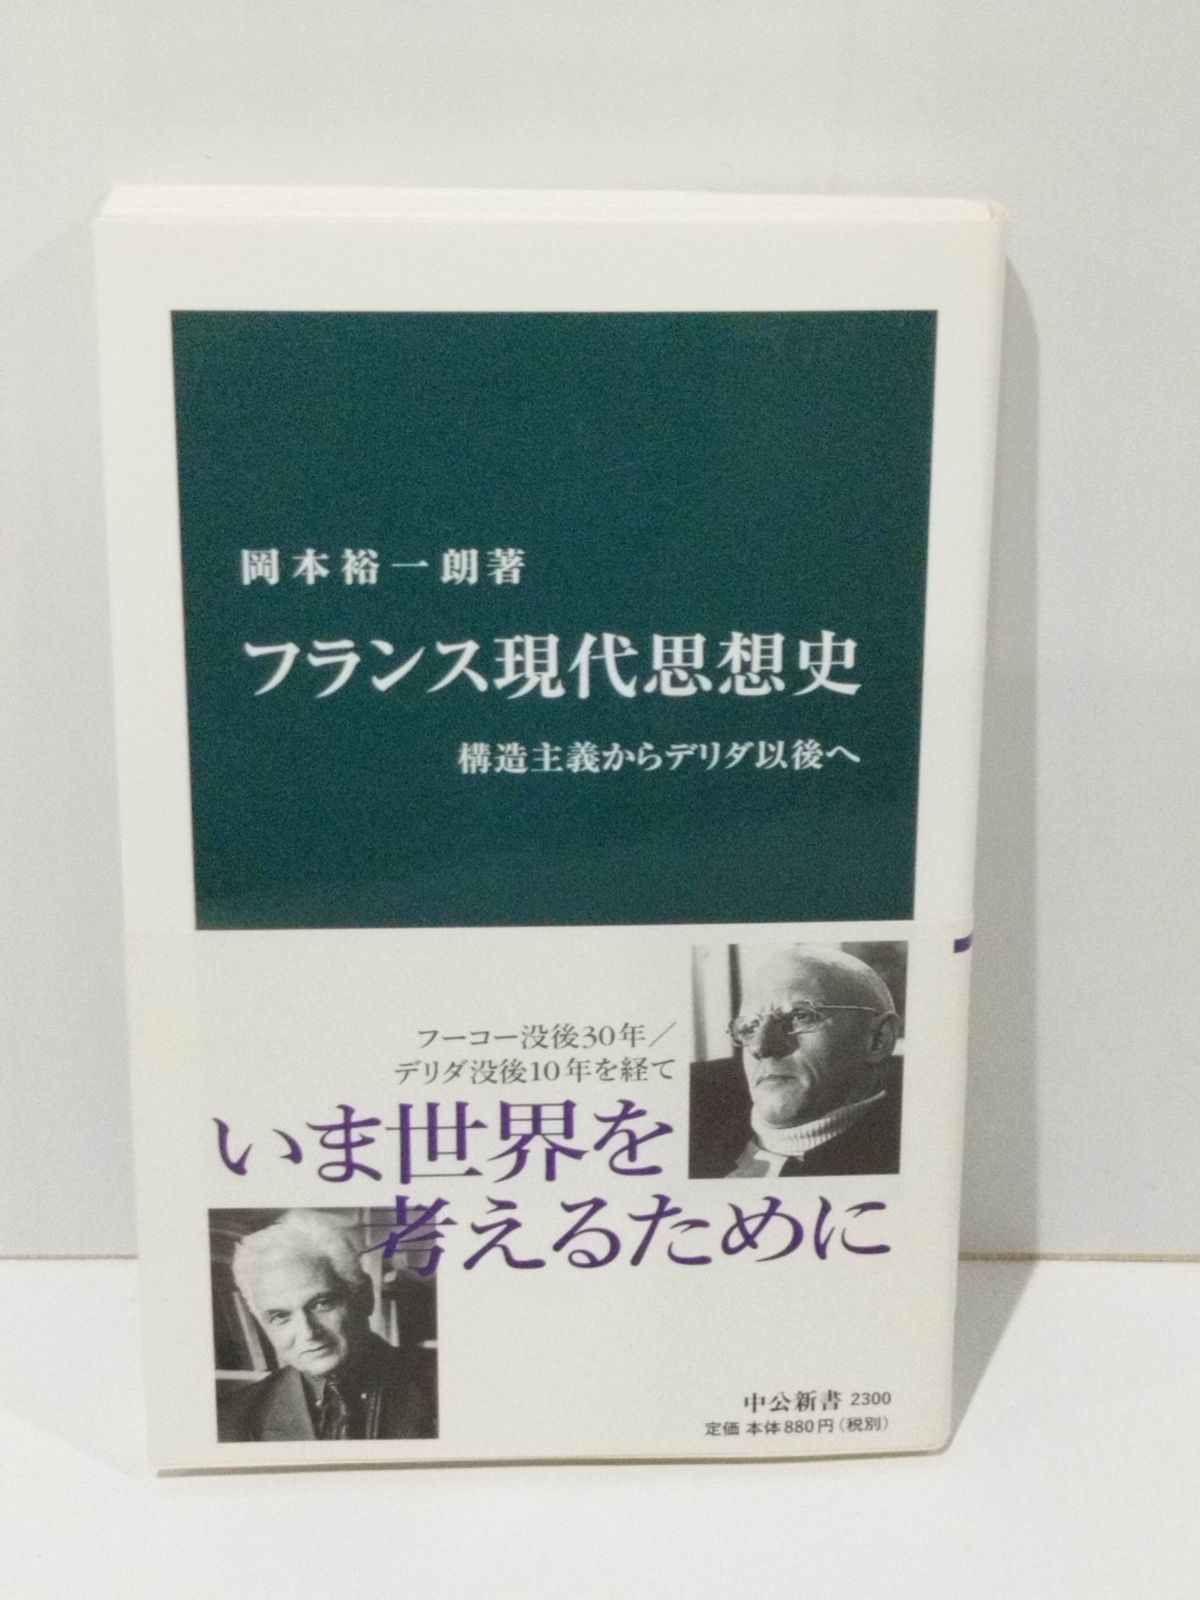 岡本裕一朗著
フランス現代思想史
構造主義からデリダ以後へ
フーコー没後30年／
デリダ没後10年を経て
いま世界を
考えるために
中公新書 2300
定価 本体880円（税別）